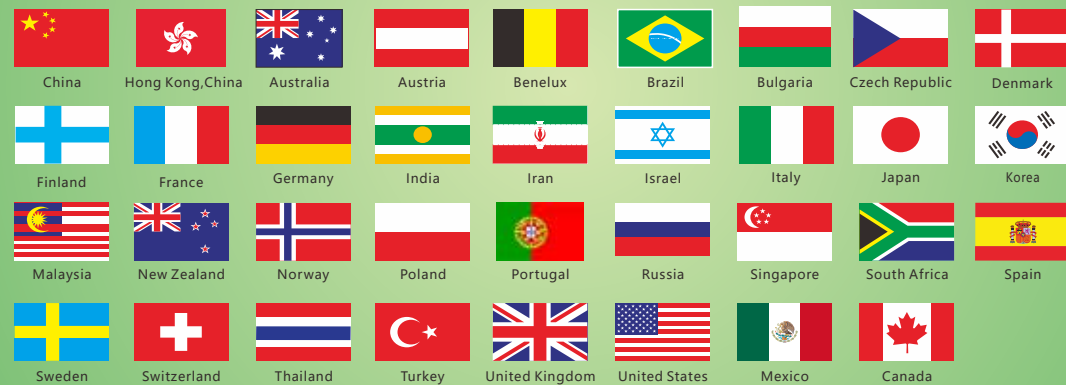 China
Hong Kong,China
Australia
Austria
Benelux
Brazil
Bulgaria
Czech Republic
Denmark
Finland
France
Germany
India
Iran
Israel
Italy
Japan
Korea
Malaysia
New Zealand
Norway
Poland
Portugal
Russia
Singapore
South Africa
Spain
Sweden
Switzerland
Thailand
Turkey
United Kingdom
United States
Mexico
Canada